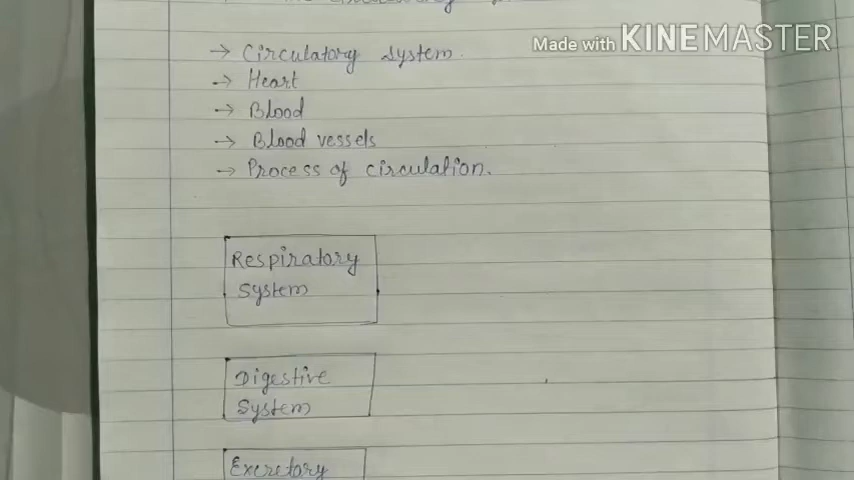 Made with KINEMASTER
→ Circulatory system.
→ Heart
→ Blood
→ Blood vessels
→ Process of circulation.
Respiratory
System
Digestive
System
Excretory